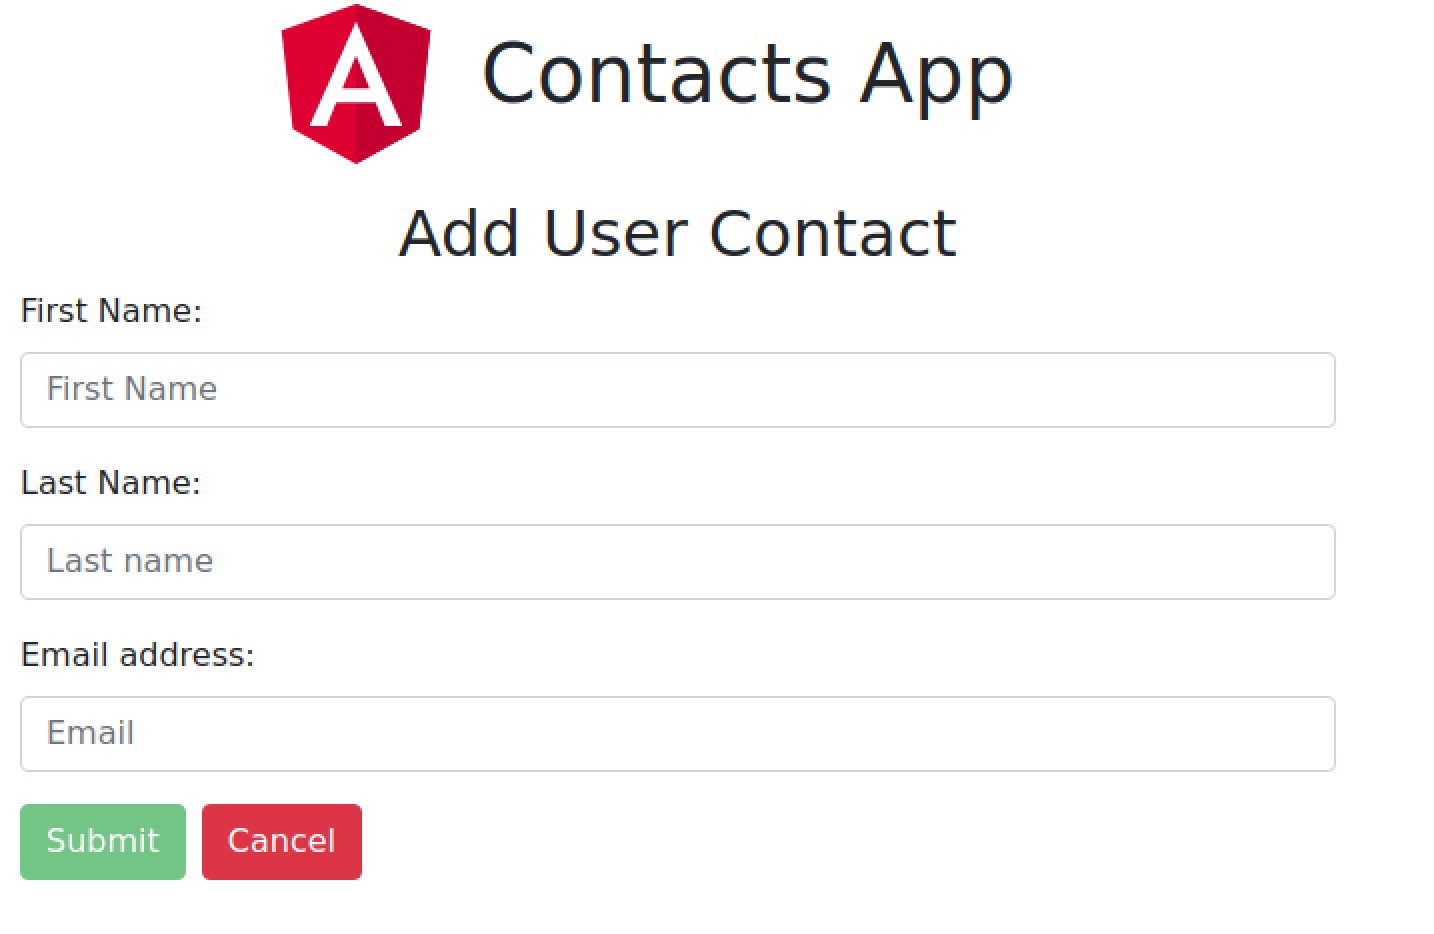 A
Contacts App
Add User Contact
First Name:
First Name
Last Name:
Last name
Email address:
Email
Submit Cancel